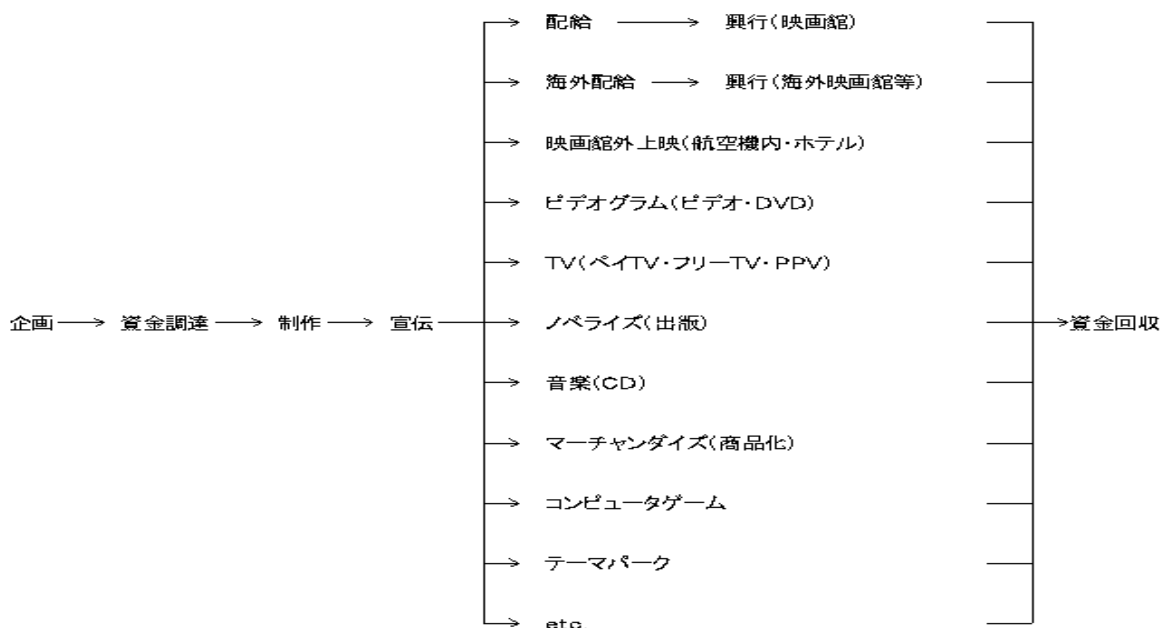 配給 興行(映画館)
海外配給 興行(海外映画館等)
映画館外上映(航空機内・ホテル)
ビデオグラム(ビデオ・DVD)
TV(ペイTV・フリーTV・PPV)
企画 資金調達 制作 宣伝 ノベライズ(出版) 資金回収
音楽(CD)
マーチャンダイズ(商品化)
コンピュータゲーム
テーマパーク
etc